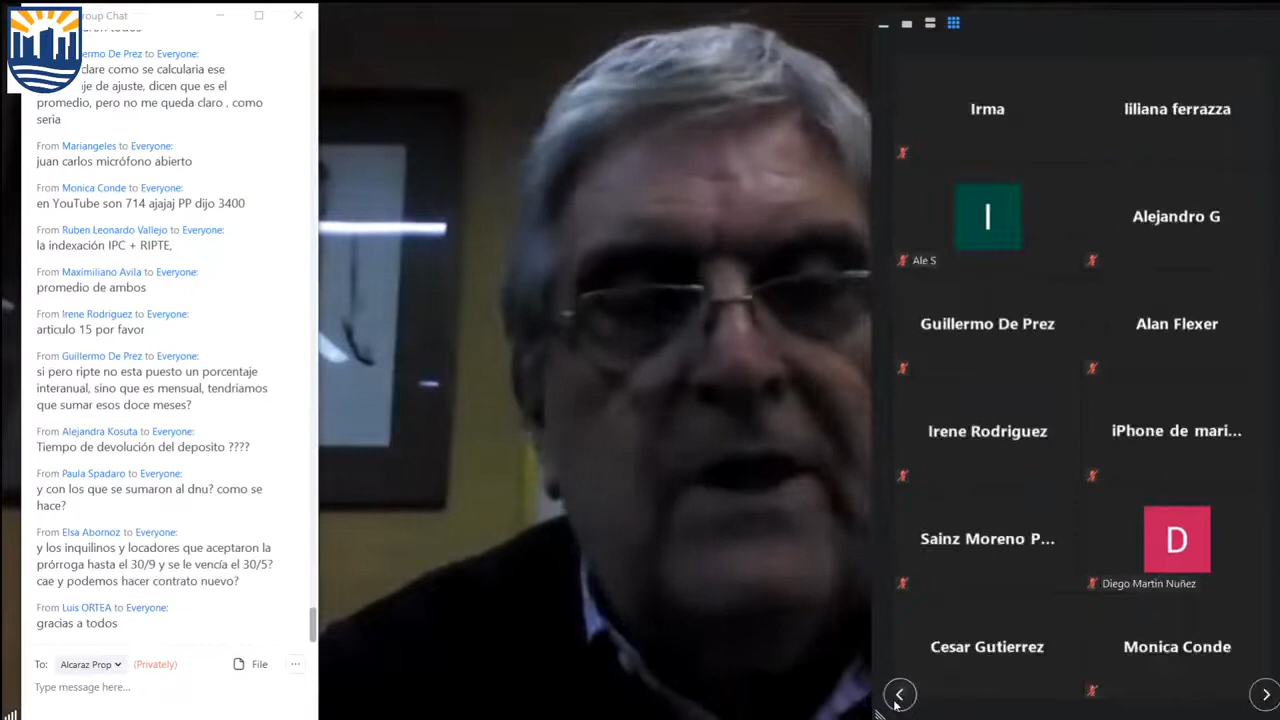 Group Chat
From Guillermo De Prez to Everyone:
clare como se calcularia ese
aje de ajuste, dicen que es el
promedio, pero no me queda claro , como
seria
From Mariangeles to Everyone:
juan carlos micrófono abierto
From Monica Conde to Everyone:
en YouTube son 714 ajajaj PP dijo 3400
From Ruben Leonardo Vallejo to Everyone:
la indexación IPC + RIPTE,
From Maximiliano Avila to Everyone:
promedio de ambos
From Irene Rodriguez to Everyone:
articulo 15 por favor
From Guillermo De Prez to Everyone:
si pero ripte no esta puesto un porcentaje
interanual, sino que es mensual, tendríamos
que sumar esos doce meses?
From Alejandra Kosuta to Everyone:
Tiempo de devolución del deposito ????
From Paula Spadaro to Everyone:
y con los que se sumaron al dnu? como se
hace?
From Elsa Abornoz to Everyone:
y los inquilinos y locadores que aceptaron la
prórroga hasta el 30/9 y se le vencía el 30/5?
cae y podemos hacer contrato nuevo?
From Luis ORTEA to Everyone:
gracias a todos
To: Alcaraz Prop (Privately) File ...
Type message here...
Irma
liliana ferrazza
I
Ale S
Alejandro G
Guillermo De Prez
Alan Flexer
Irene Rodriguez
iPhone de mari...
Sainz Moreno P...
D
Diego Martin Nuñez
Cesar Gutierrez
Monica Conde